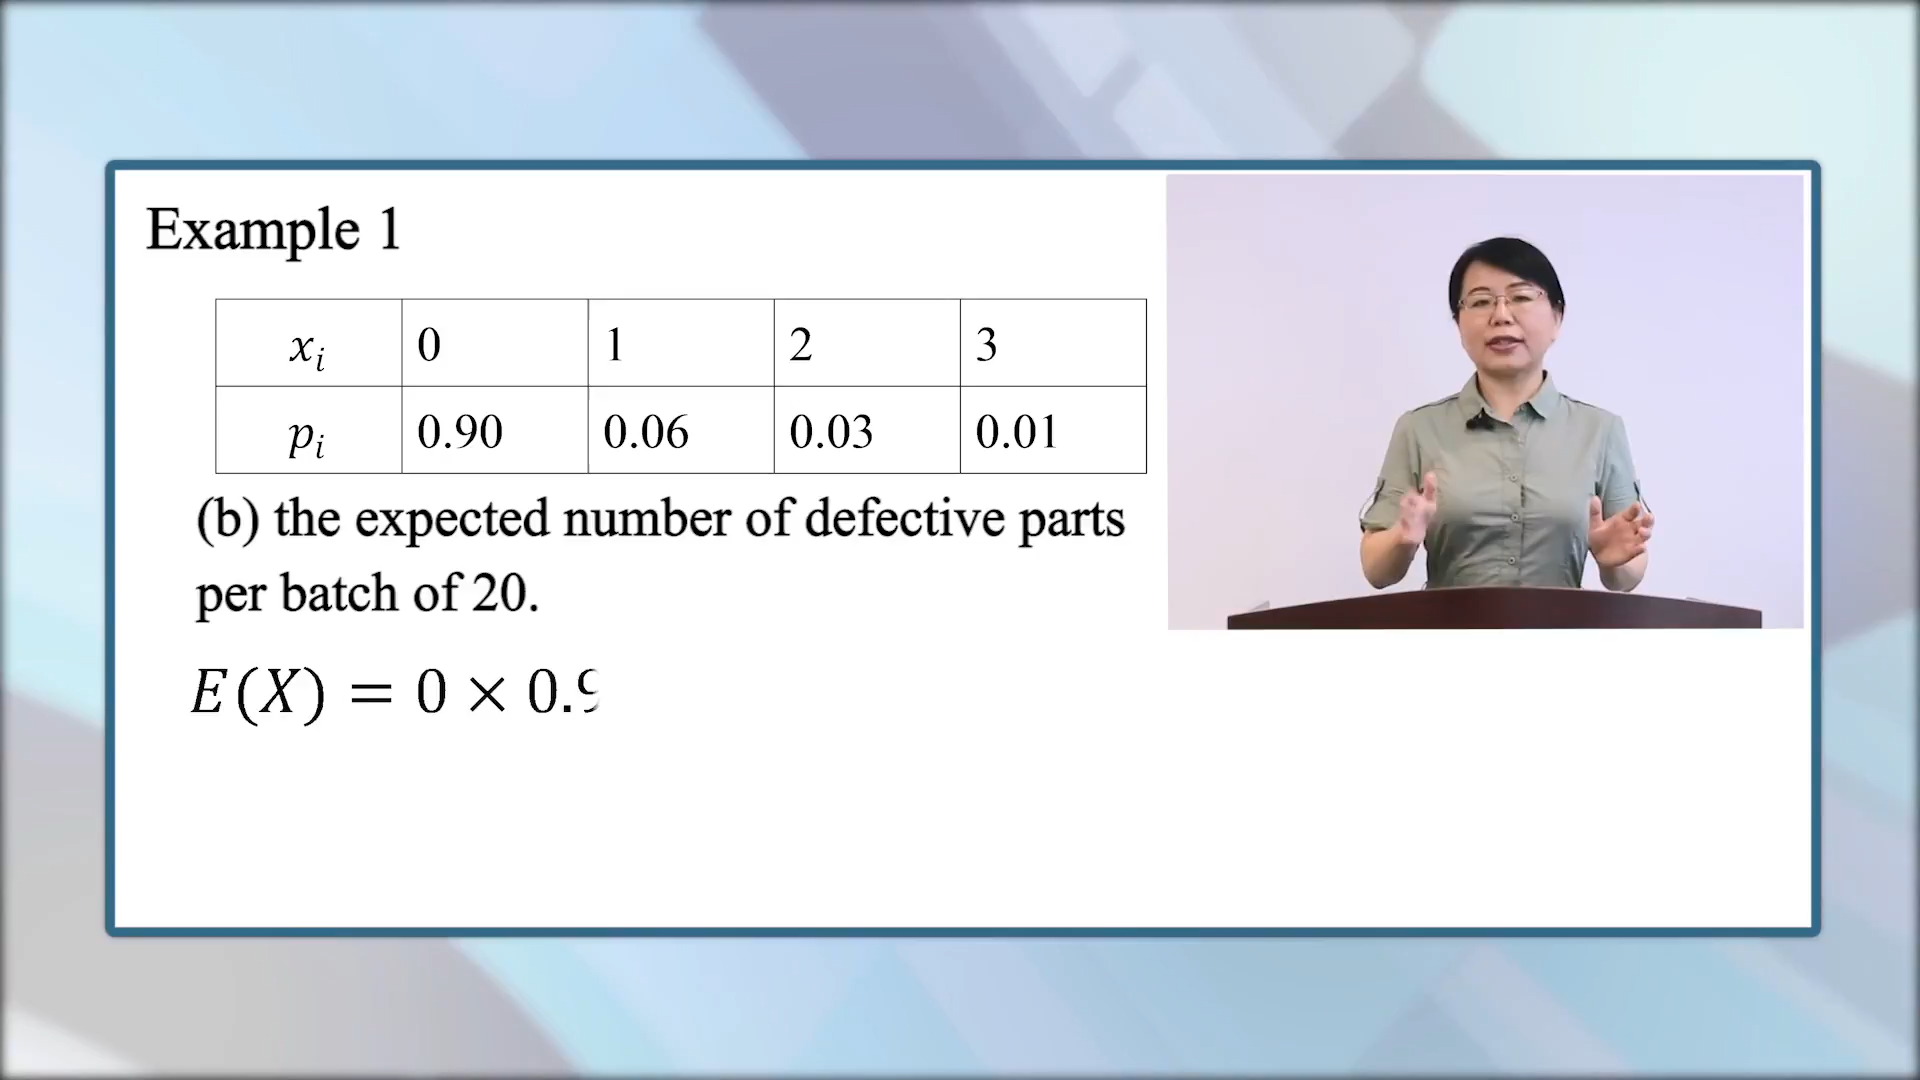 Example 1
xᵢ 0 1 2 3
pᵢ 0.90 0.06 0.03 0.01
(b) the expected number of defective parts
per batch of 20.
E(X) = 0 × 0.9